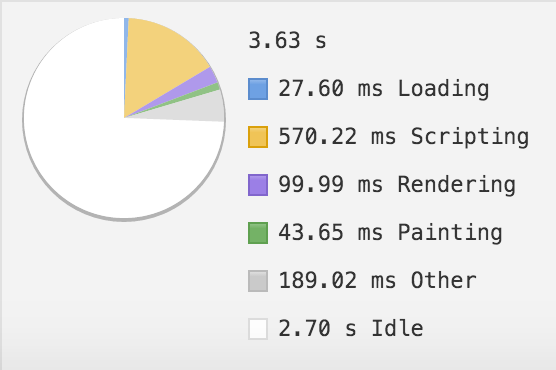 3.63 s
27.60 ms Loading
570.22 ms Scripting
99.99 ms Rendering
43.65 ms Painting
189.02 ms Other
2.70 s Idle